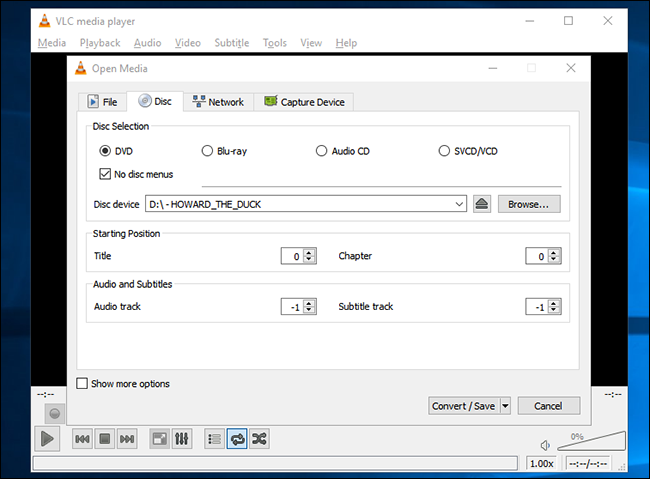 VLC media player
Media Playback Audio Video Subtitle Tools View Help
Open Media
File Disc Network Capture Device
Disc Selection
DVD Blu-ray Audio CD SVCD/VCD
No disc menus
Disc device D:\ - HOWARD_THE_DUCK Browse...
Starting Position
Title 0 Chapter 0
Audio and Subtitles
Audio track -1 Subtitle track -1
Show more options
--:-- --:--
Convert / Save Cancel
0%
1.00x --:--/--:--